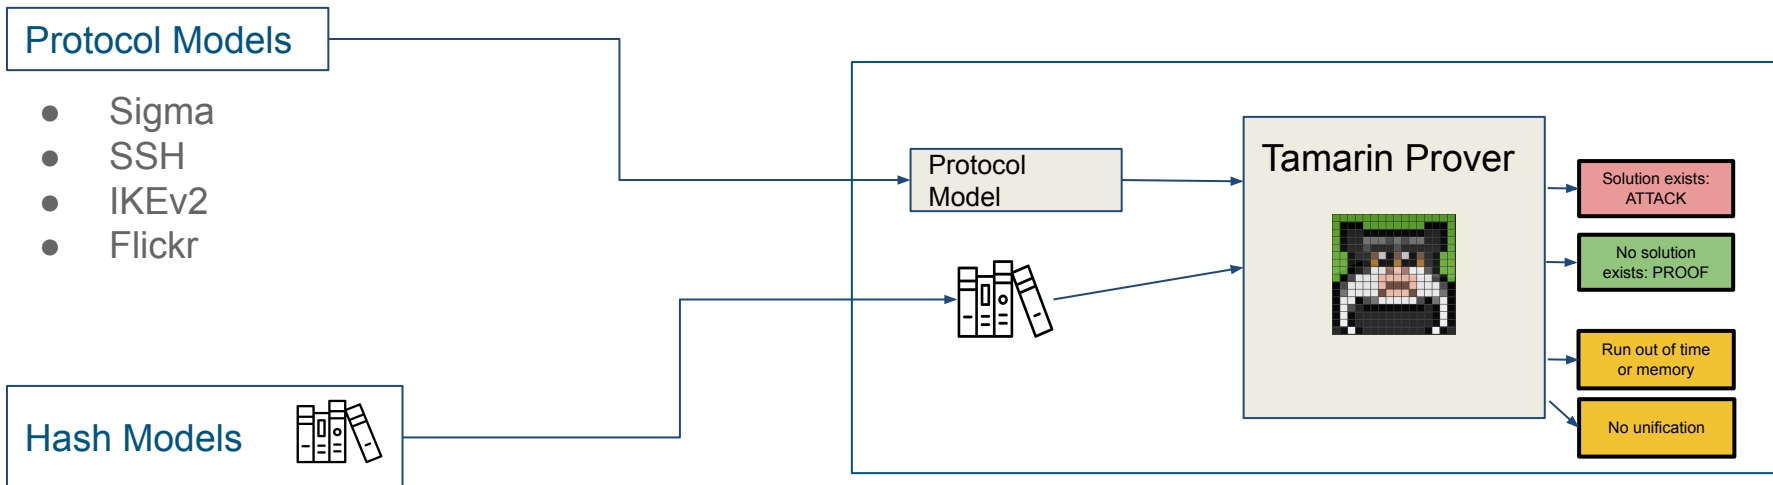 Protocol Models
Sigma
SSH
IKEv2
Flickr
Hash Models
Protocol
Model
Tamarin Prover
Solution exists:
ATTACK
No solution
exists: PROOF
Run out of time
or memory
No unification